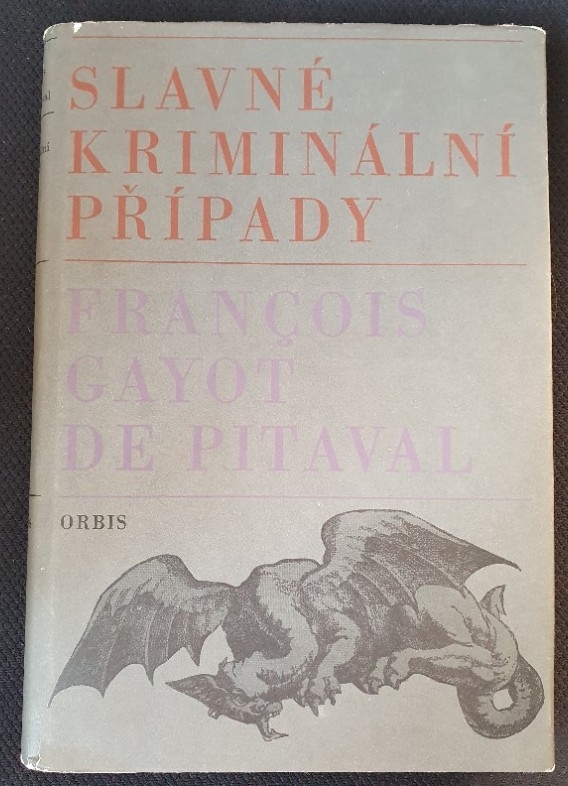 SLAVNÉ
KRIMINÁLNÍ
PŘÍPADY
FRANÇOIS
GAYOT
DE PITAVAL
ORBIS